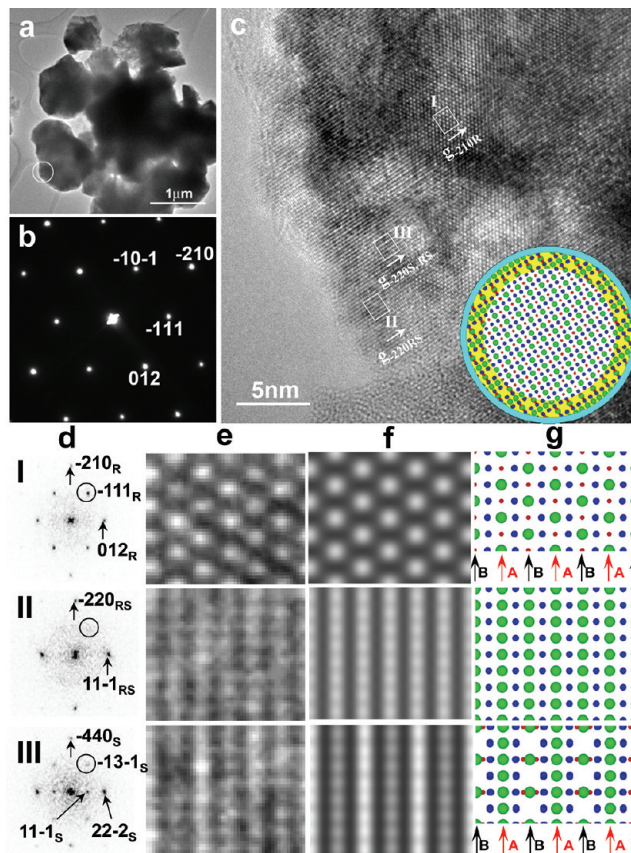 a
1μm
b
-10-1
-210
-111
012
c
I
g-210R
III
g-220S, RS
II
g-220RS
5nm
d
e
f
g
I
-210R
-111R
012R
B A B A B A
II
-220RS
11-1RS
III
-440S
-13-1S
11-1S
22-2S
B A B A B A